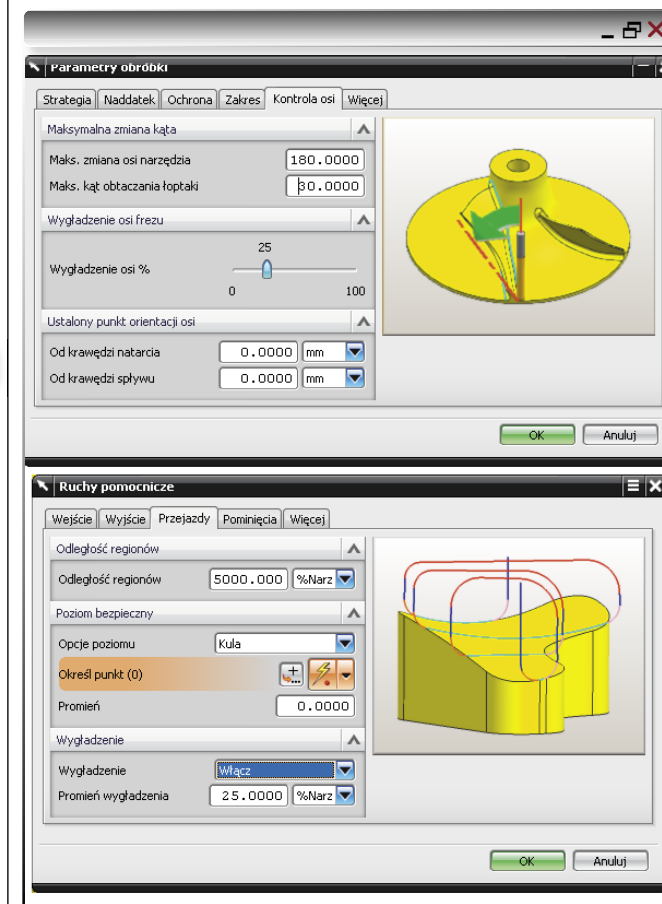 Parametry obróbki
Strategia Naddatek Ochrona Zakres Kontrola osi Więcej
Maksymalna zmiana kąta
Maks. zmiana osi narzędzia 180.0000
Maks. kąt obtaczania łoptaki 30.0000
Wygładzenie osi frezu
25
Wygładzenie osi %
0 100
Ustalony punkt orientacji osi
Od krawędzi natarcia 0.0000 mm
Od krawędzi spływu 0.0000 mm
OK Anuluj
Ruchy pomocnicze
Wejście Wyjście Przejazdy Pominięcia Więcej
Odległość regionów
Odległość regionów 5000.000 %Narz
Poziom bezpieczny
Opcje poziomu Kula
Określ punkt (0)
Promień 0.0000
Wygładzenie
Wygładzenie Włącz
Promień wygładzenia 25.0000 %Narz
OK Anuluj